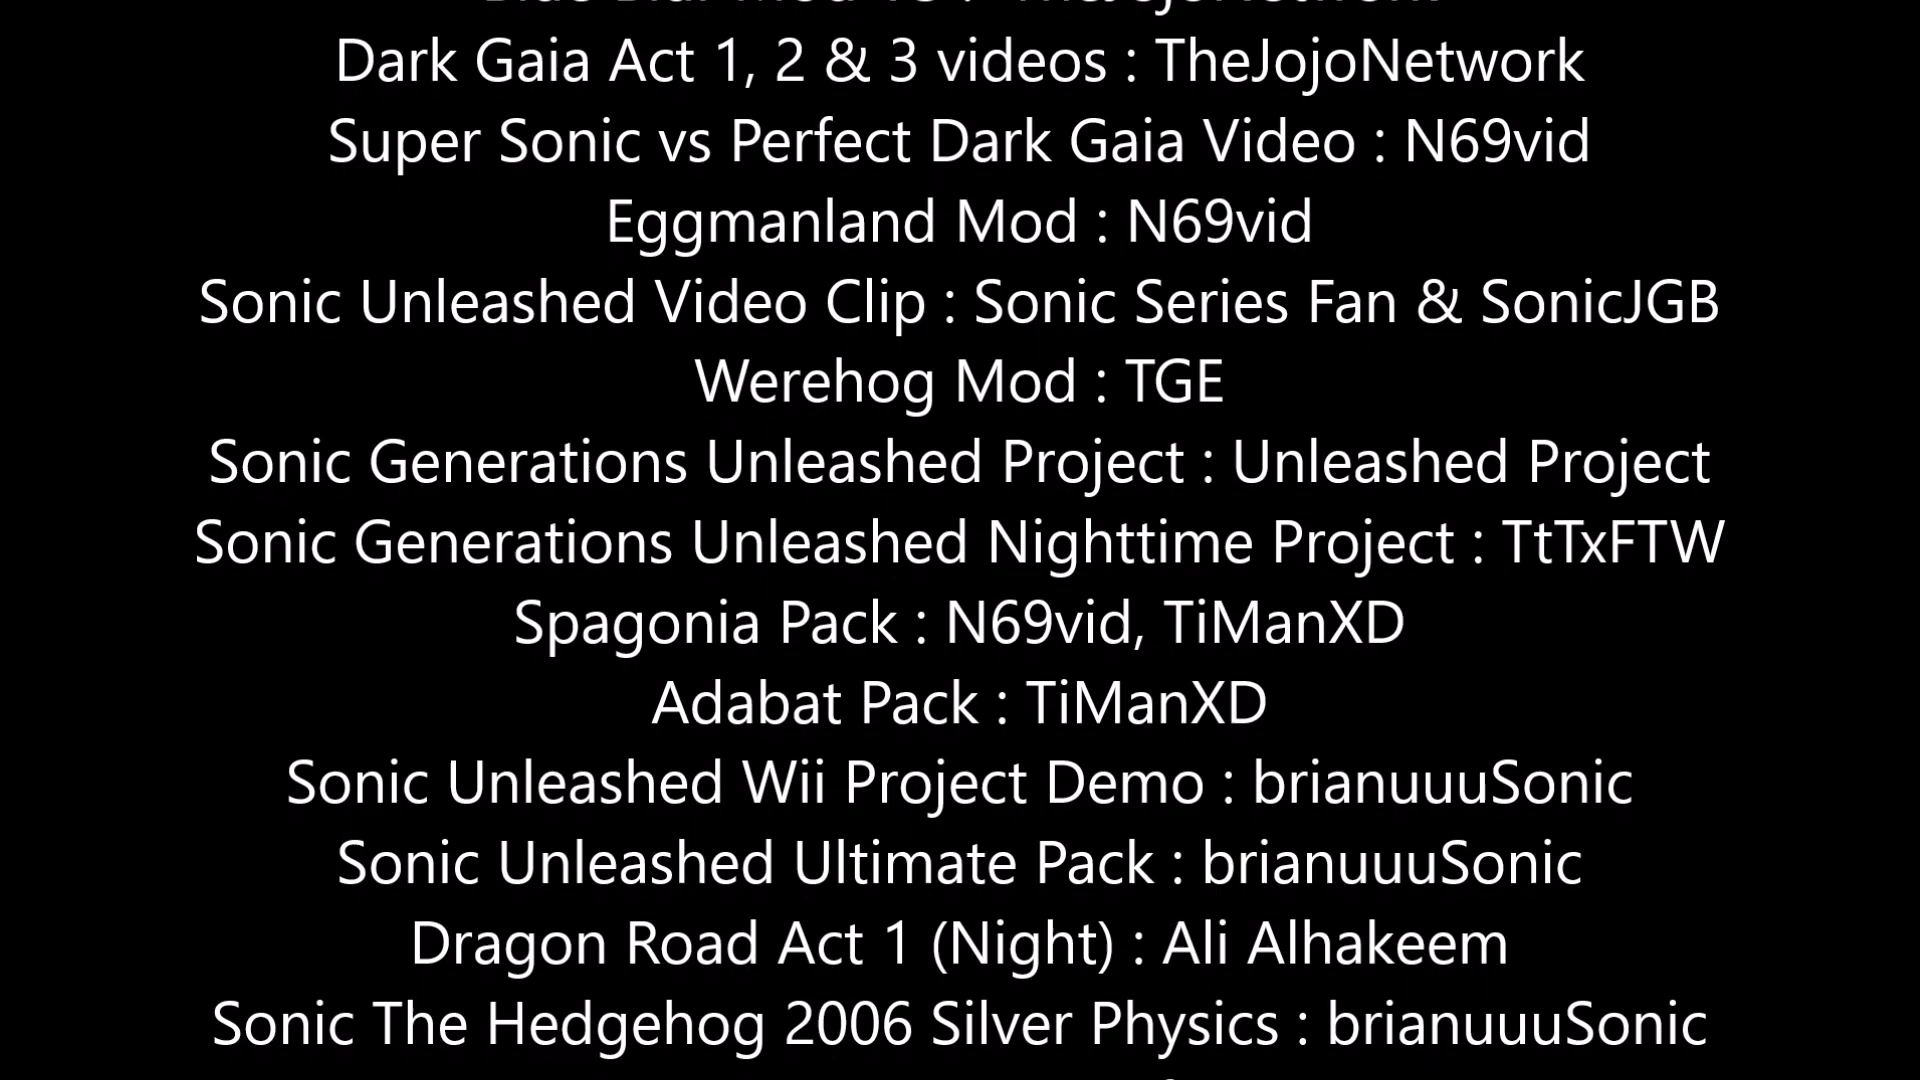 Dark Gaia Act 1, 2 & 3 videos : TheJojoNetwork
Super Sonic vs Perfect Dark Gaia Video : N69vid
Eggmanland Mod : N69vid
Sonic Unleashed Video Clip : Sonic Series Fan & SonicJGB
Werehog Mod : TGE
Sonic Generations Unleashed Project : Unleashed Project
Sonic Generations Unleashed Nighttime Project : TtTxFTW
Spagonia Pack : N69vid, TiManXD
Adabat Pack : TiManXD
Sonic Unleashed Wii Project Demo : brianuuuSonic
Sonic Unleashed Ultimate Pack : brianuuuSonic
Dragon Road Act 1 (Night) : Ali Alhakeem
Sonic The Hedgehog 2006 Silver Physics : brianuuuSonic